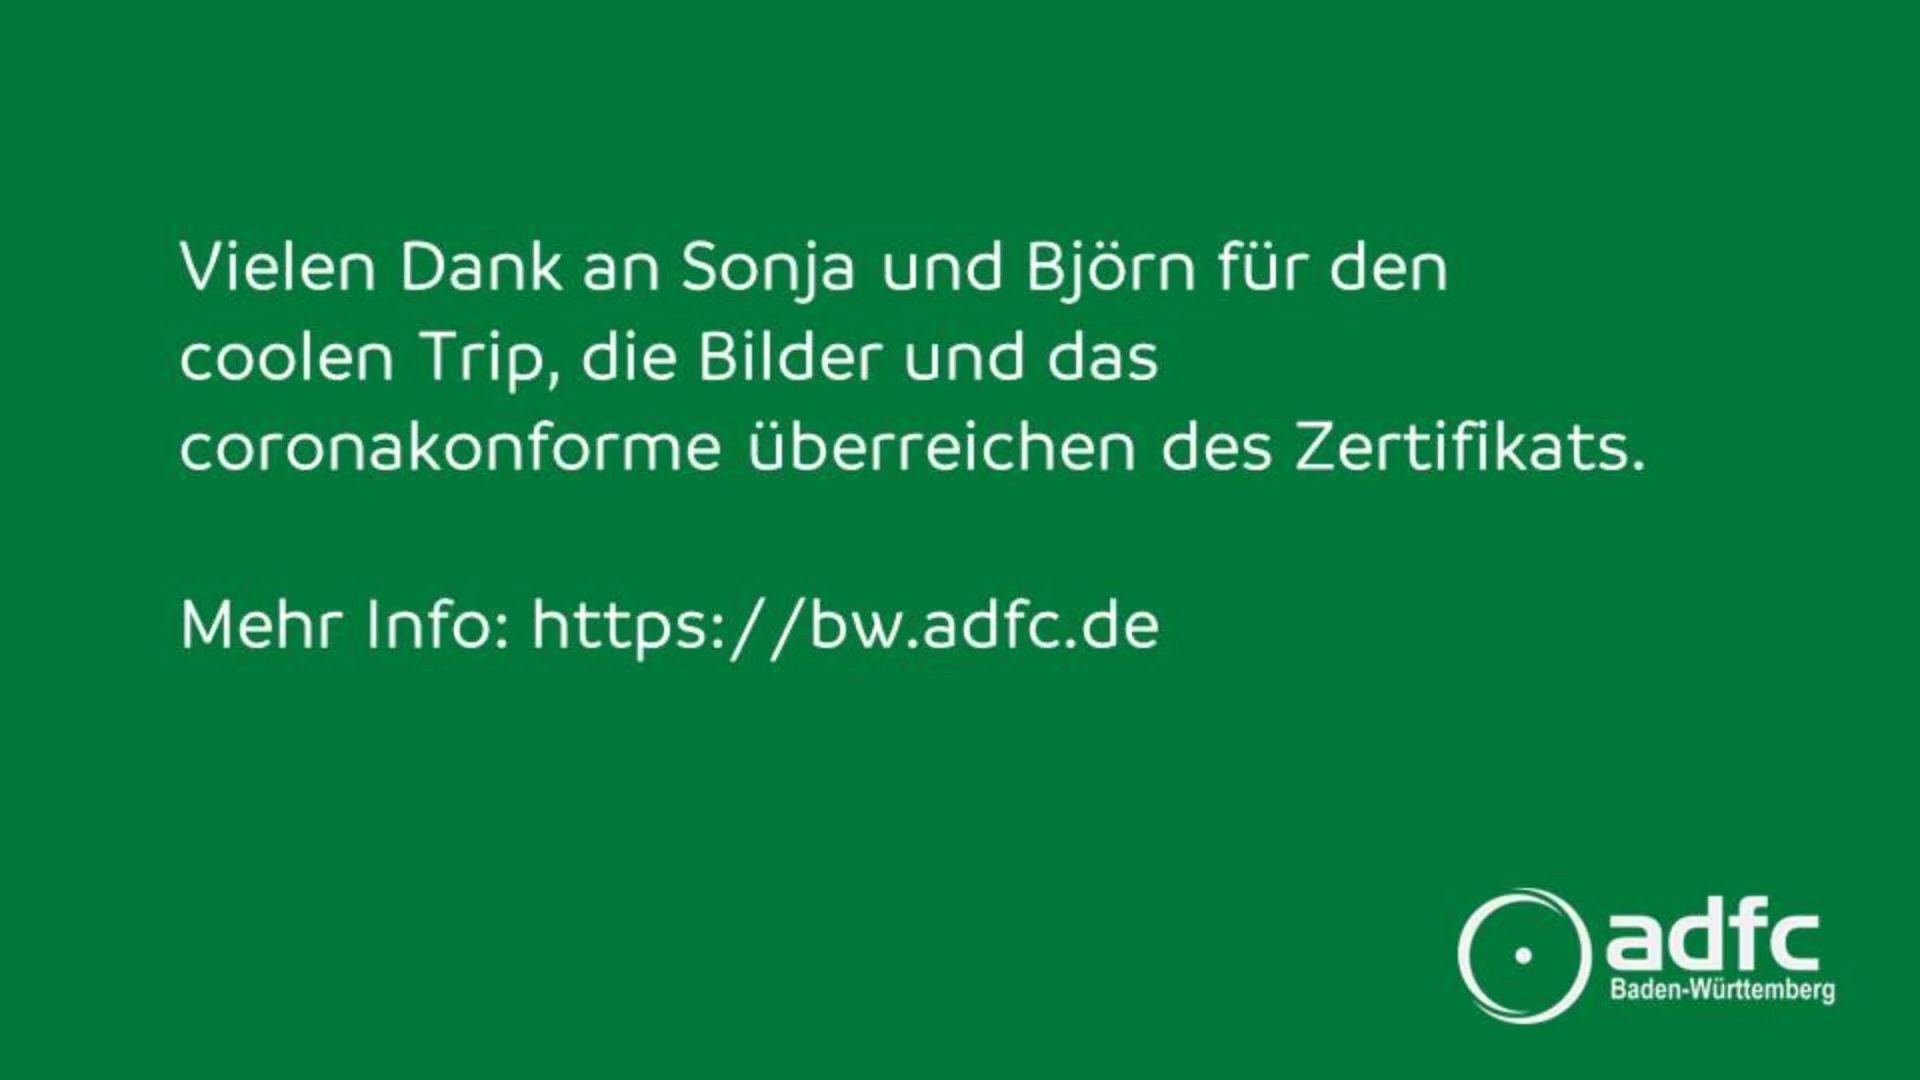 Vielen Dank an Sonja und Björn für den
coolen Trip, die Bilder und das
coronakonforme überreichen des Zertifikats.
Mehr Info: https://bw.adfc.de
adfc
Baden-Württemberg